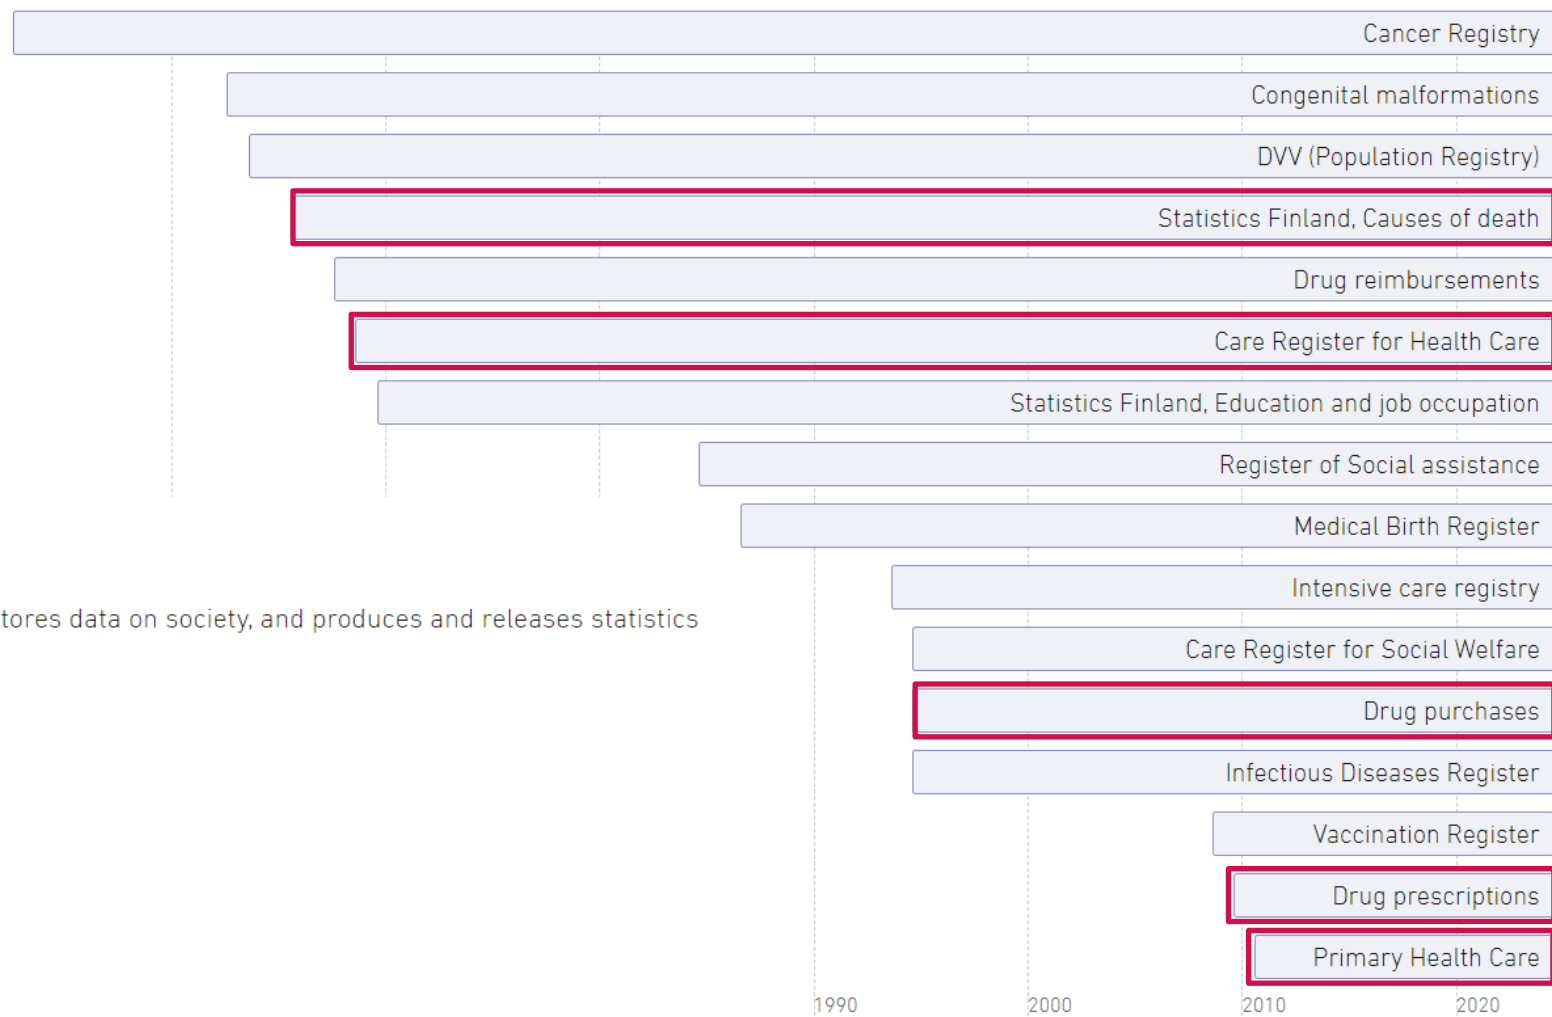 Cancer Registry
Congenital malformations
DVV (Population Registry)
Statistics Finland, Causes of death
Drug reimbursements
Care Register for Health Care
Statistics Finland, Education and job occupation
Register of Social assistance
Medical Birth Register
Intensive care registry
tores data on society, and produces and releases statistics
Care Register for Social Welfare
Drug purchases
Infectious Diseases Register
Vaccination Register
Drug prescriptions
Primary Health Care
1990 2000 2010 2020